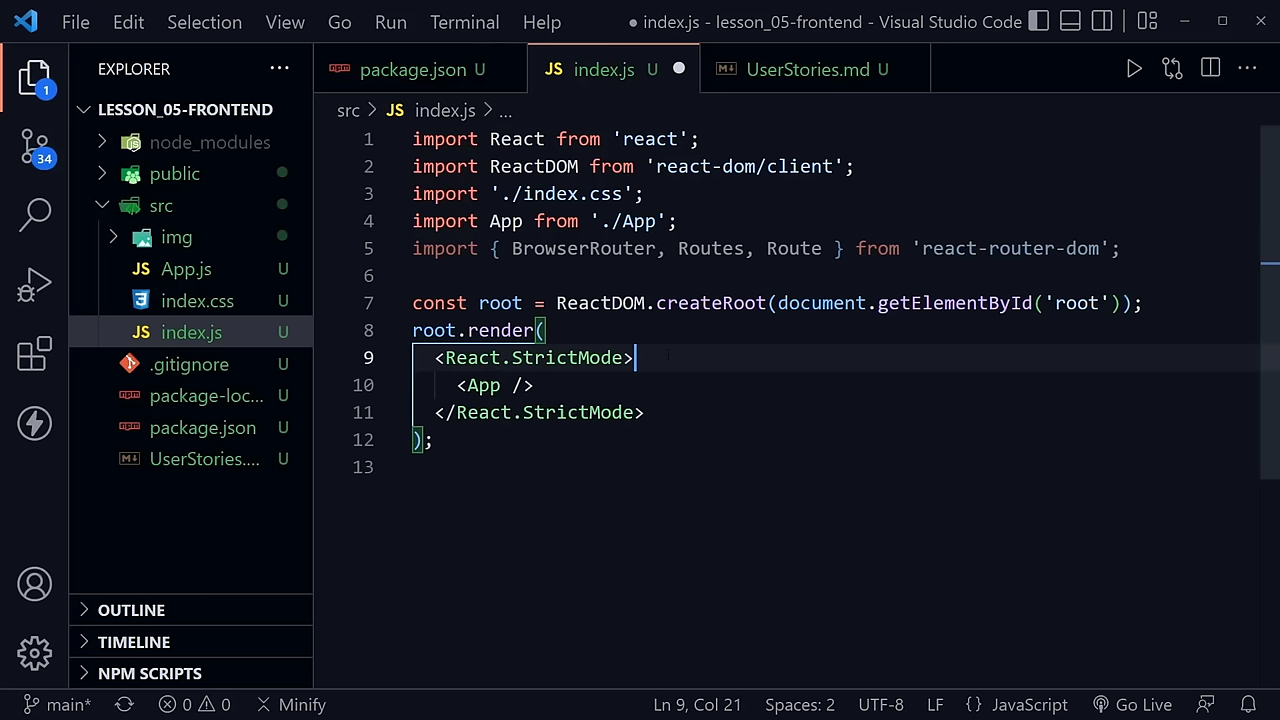 File Edit Selection View Go Run Terminal Help ● index.js - lesson_05-frontend - Visual Studio Code
EXPLORER ...
package.json U
JS index.js U
UserStories.md U
LESSON_05-FRONTEND
src > JS index.js > ...
node_modules
public
src
img
JS App.js U
index.css U
JS index.js U
.gitignore U
package-loc... U
package.json U
UserStories.... U
1
34
1 import React from 'react';
2 import ReactDOM from 'react-dom/client';
3 import './index.css';
4 import App from './App';
5 import { BrowserRouter, Routes, Route } from 'react-router-dom';
6
7 const root = ReactDOM.createRoot(document.getElementById('root'));
8 root.render(
9 <React.StrictMode>
10 <App />
11 </React.StrictMode>
12 );
13
OUTLINE
TIMELINE
NPM SCRIPTS
main* 0 0 Minify Ln 9, Col 21 Spaces: 2 UTF-8 LF {} JavaScript Go Live